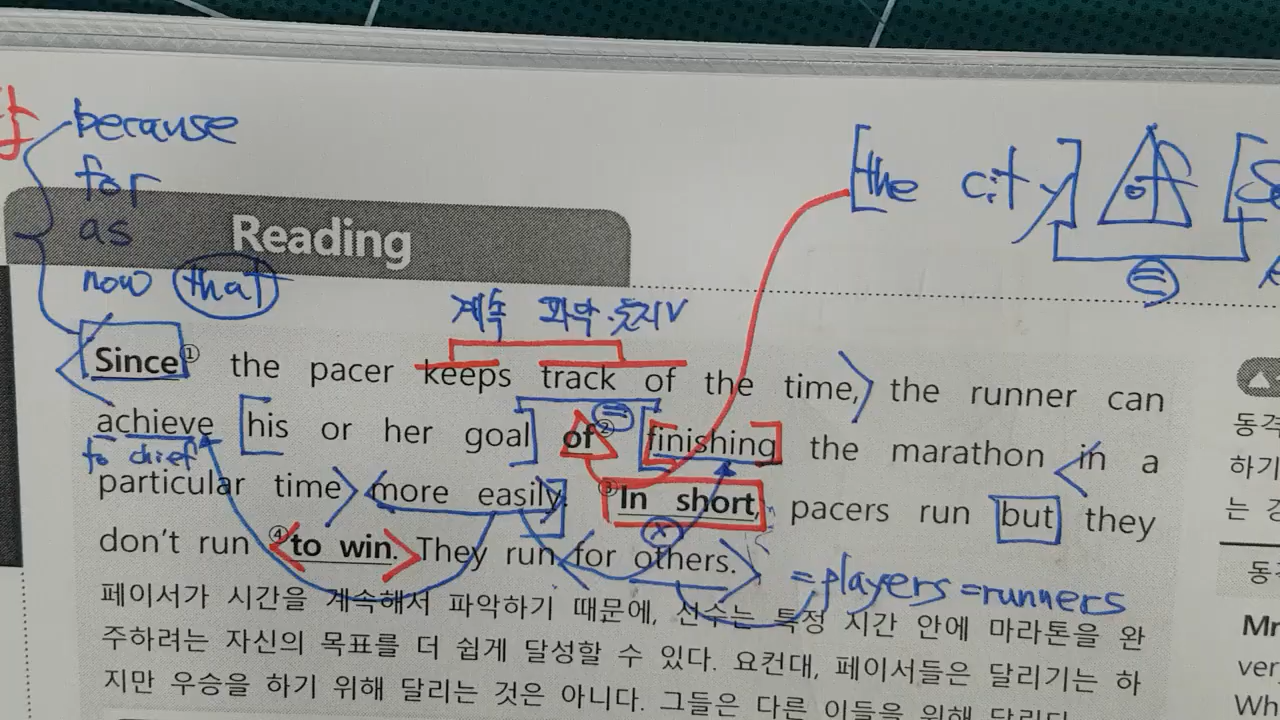 because
for
as
now that
[the city] of [
Reading
계속 파악
Since① the pacer keeps track of the time, the runner can
achieve his or her goal of② finishing the marathon in a
particular time more easily. ③In short, pacers run but they
don't run ④to win. They run for others.
to chief
= players = runners
페이서가 시간을 계속해서 파악하기 때문에, 선수는 특정 시간 안에 마라톤을 완
주하려는 자신의 목표를 더 쉽게 달성할 수 있다. 요컨대, 페이서들은 달리기는 하
지만 우승을 하기 위해 달리는 것은 아니다. 그들은 다른 이들을 위해 달린다.
동격
하기
는 강
동격
Mr
ver
Wh